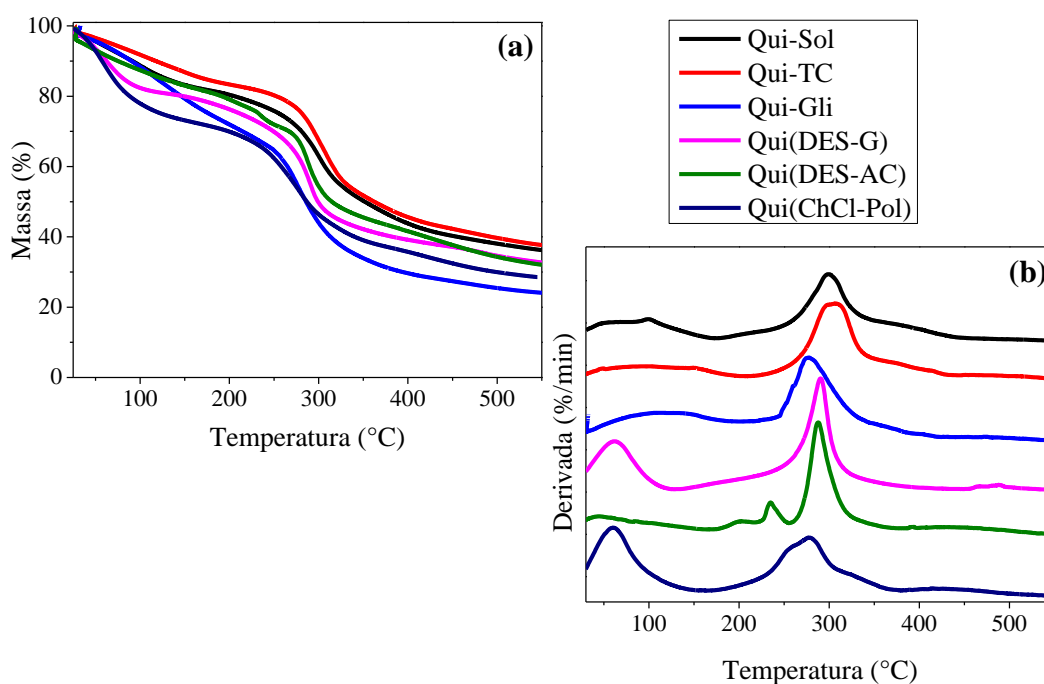 (a)
100
80
60
40
20
0
Massa (%)
100 200 300 400 500
Temperatura (°C)
Qui-Sol
Qui-TC
Qui-Gli
Qui(DES-G)
Qui(DES-AC)
Qui(ChCl-Pol)
(b)
Derivada (%/min)
100 200 300 400 500
Temperatura (°C)